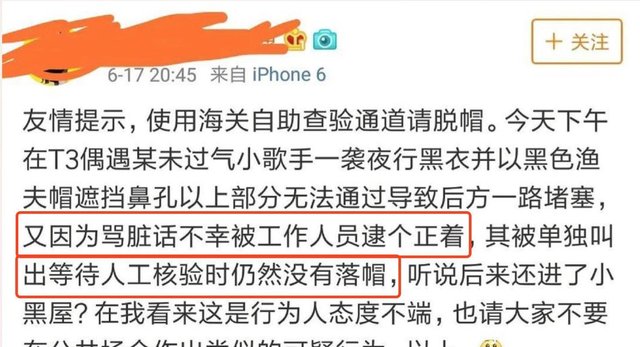 + 关注
6-17 20:45 来自 iPhone 6
友情提示，使用海关自助查验通道请脱帽。今天下午
在T3偶遇某未过气小歌手一袭夜行黑衣并以黑色渔
夫帽遮挡鼻孔以上部分无法通过导致后方一路堵塞，
又因为骂脏话不幸被工作人员逮个正着，其被单独叫
出等待人工核验时仍然没有落帽，听说后来还进了小
黑屋？在我看来这是行为人态度不端，也请大家不要